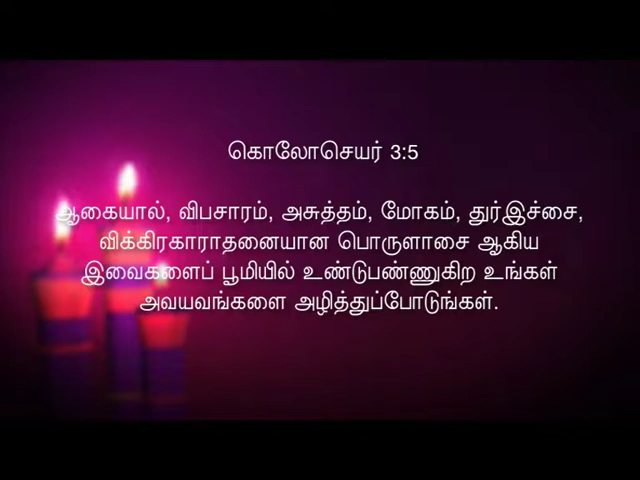 கொலோசெயர் 3:5
ஆகையால், விபசாரம், அசுத்தம், மோகம், துர்இச்சை,
விக்கிரகாராதனையான பொருளாசை ஆகிய
இவைகளைப் பூமியில் உண்டுபண்ணுகிற உங்கள்
அவயவங்களை அழித்துப்போடுங்கள்.